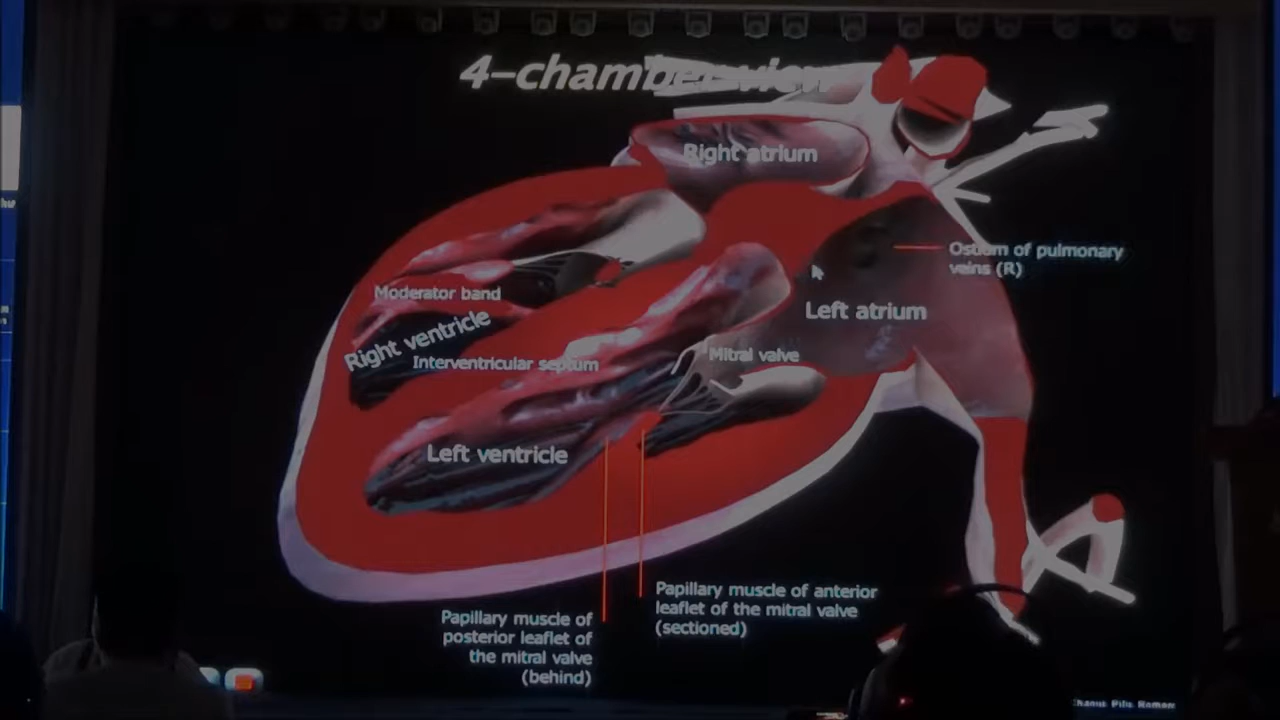 4-chamber view
Right atrium
Ostium of pulmonary
veins (R)
Moderator band
Left atrium
Right ventricle
Mitral valve
Interventricular septum
Left ventricle
Papillary muscle of anterior
leaflet of the mitral valve
(sectioned)
Papillary muscle of
posterior leaflet of
the mitral valve
(behind)